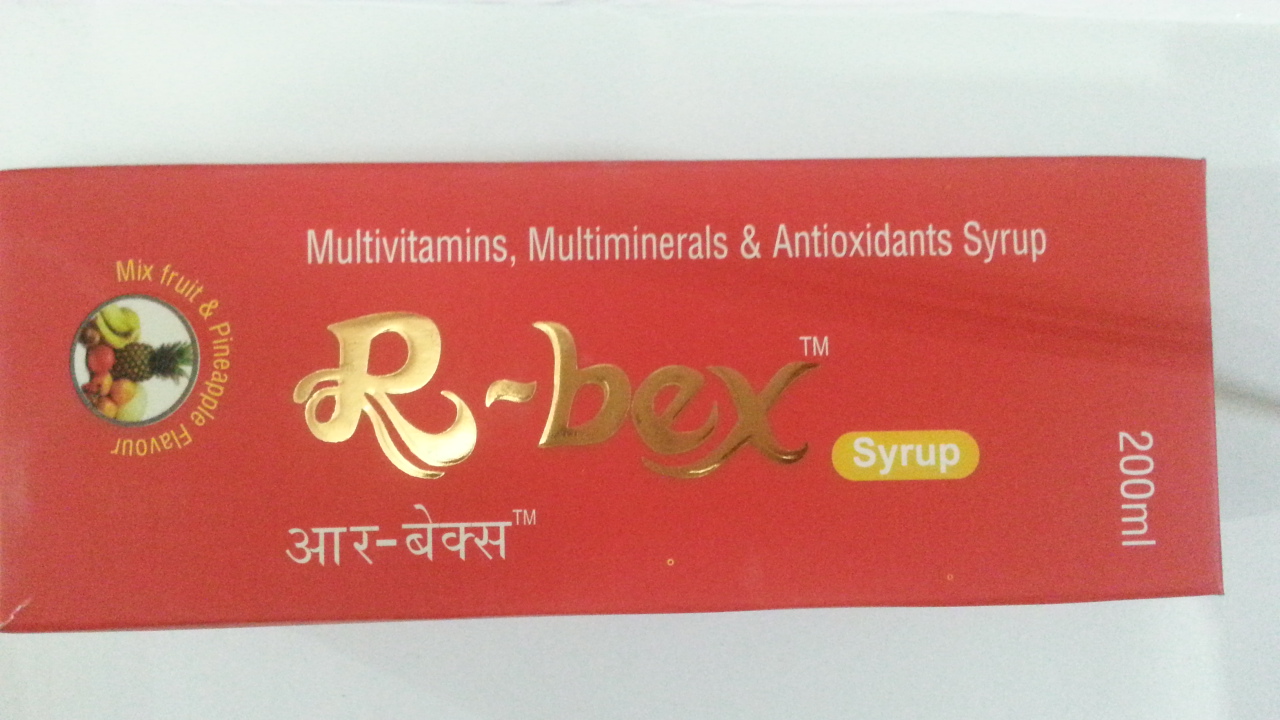 Mix fruit & Pineapple Flavour
Multivitamins, Multiminerals & Antioxidants Syrup
R-bex™
Syrup
आर-बेक्स™
200ml